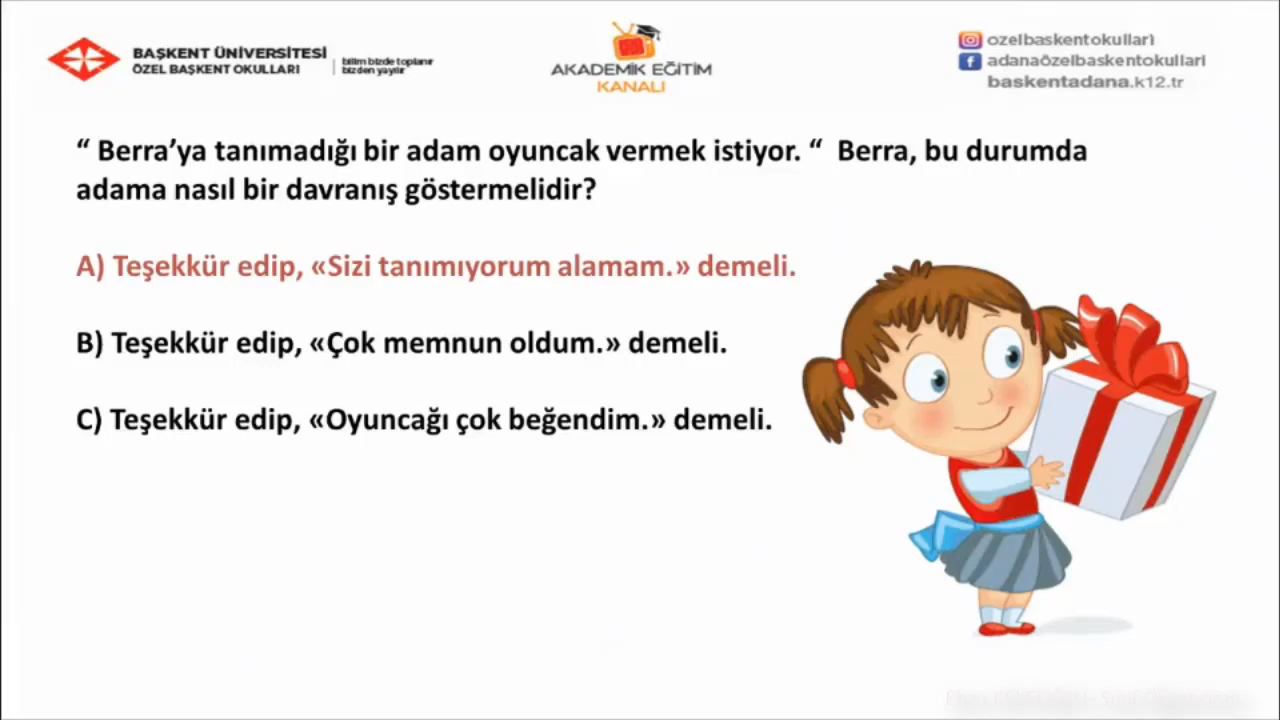 BAŞKENT ÜNİVERSİTESİ
ÖZEL BAŞKENT OKULLARI
bilim bizde toplanır
bizden yayılır
AKADEMİK EĞİTİM
KANALI
ozelbaskentokullari
adanaözelbaskentokullari
baskentadana.k12.tr
“ Berra’ya tanımadığı bir adam oyuncak vermek istiyor. “ Berra, bu durumda
adama nasıl bir davranış göstermelidir?
A) Teşekkür edip, «Sizi tanımıyorum alamam.» demeli.
B) Teşekkür edip, «Çok memnun oldum.» demeli.
C) Teşekkür edip, «Oyuncağı çok beğendim.» demeli.